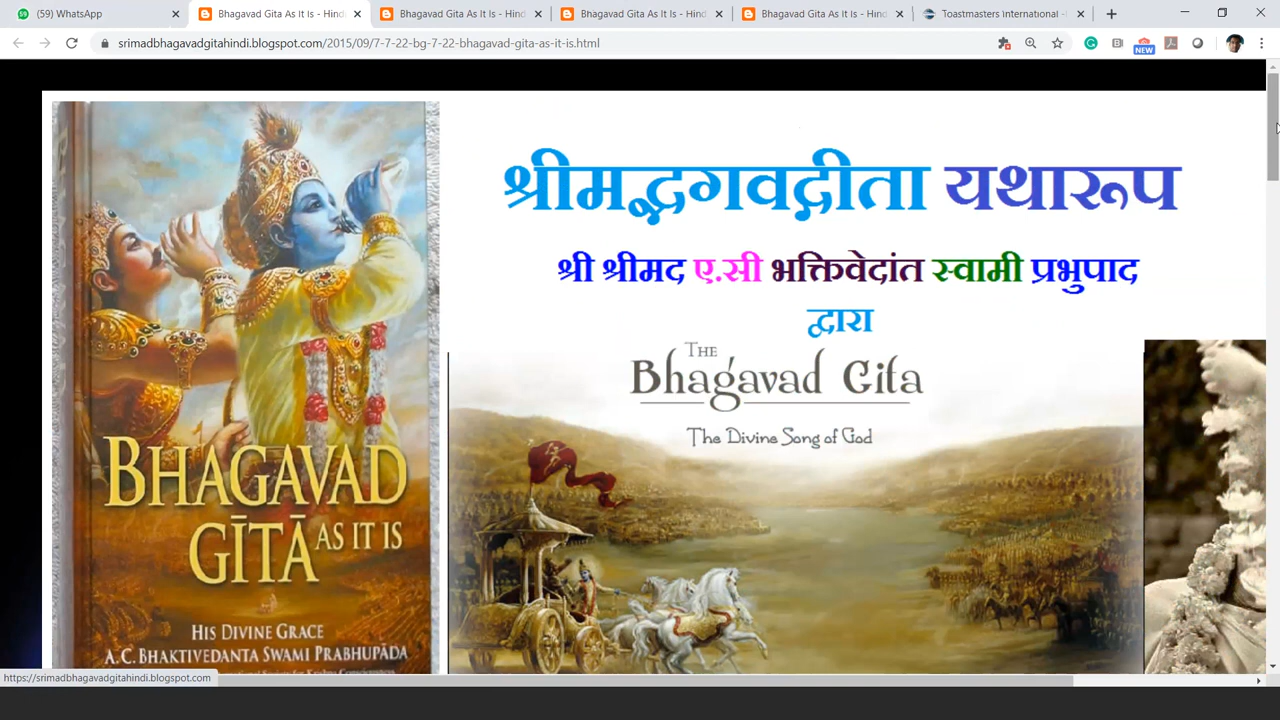 (59) WhatsApp
Bhagavad Gita As It Is - Hind
Bhagavad Gita As It Is - Hind
Bhagavad Gita As It Is - Hind
Bhagavad Gita As It Is - Hind
Toastmasters International -
srimadbhagavadgitahindi.blogspot.com/2015/09/7-7-22-bg-7-22-bhagavad-gita-as-it-is.html
NEW
श्रीमद्भगवद्गीता यथारूप
श्री श्रीमद ए.सी भक्तिवेदांत स्वामी प्रभुपाद
द्वारा
THE
Bhagavad Gita
The Divine Song of God
BHAGAVAD
GĪTĀ AS IT IS
HIS DIVINE GRACE
A.C. BHAKTIVEDANTA SWAMI PRABHUPĀDA
https://srimadbhagavadgitahindi.blogspot.com